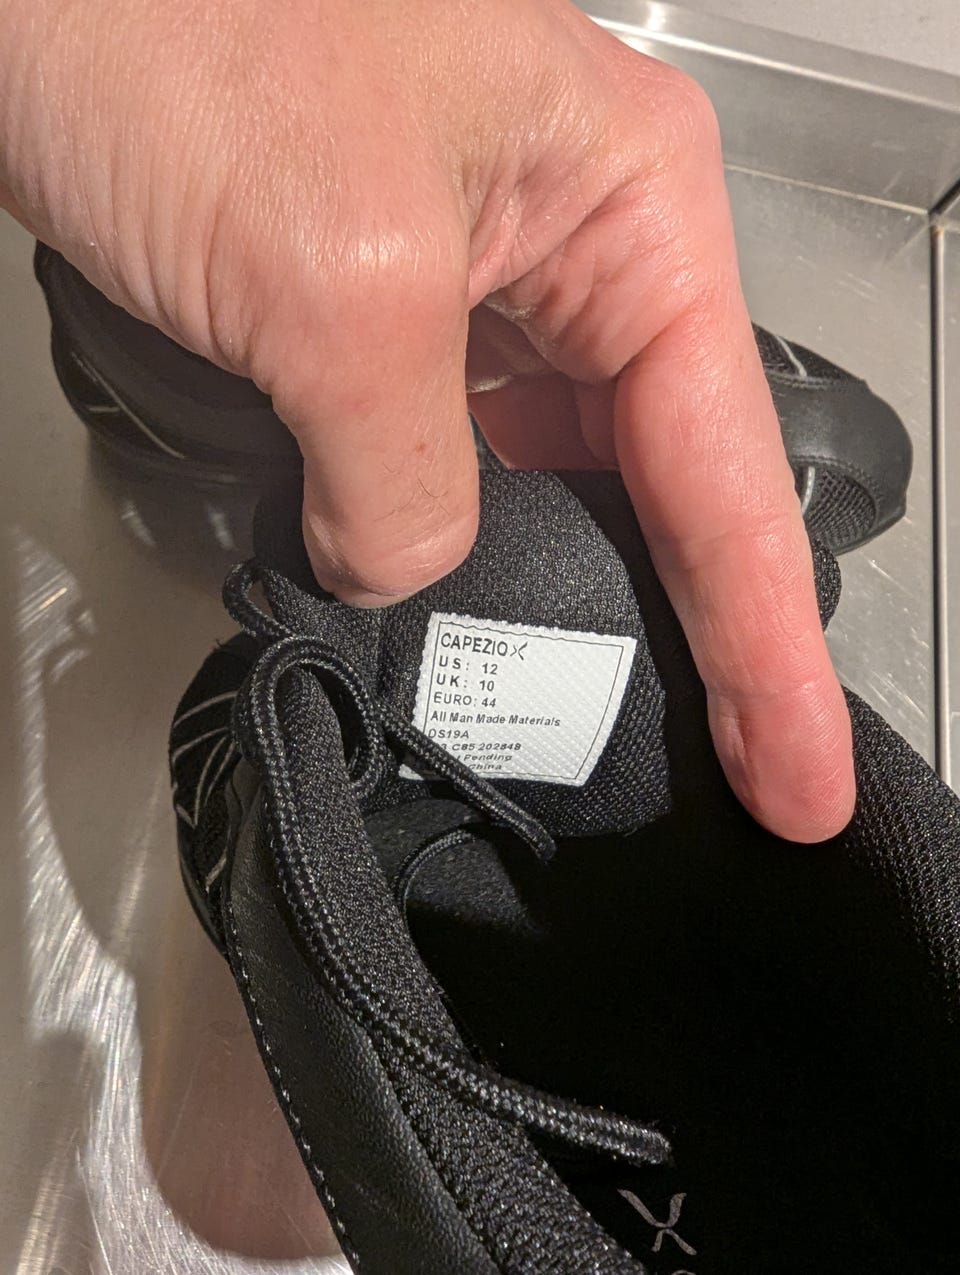 CAPEZIO
US: 12
UK: 10
EURO: 44
All Man Made Materials
DS19A
C85 202848
Pending
China